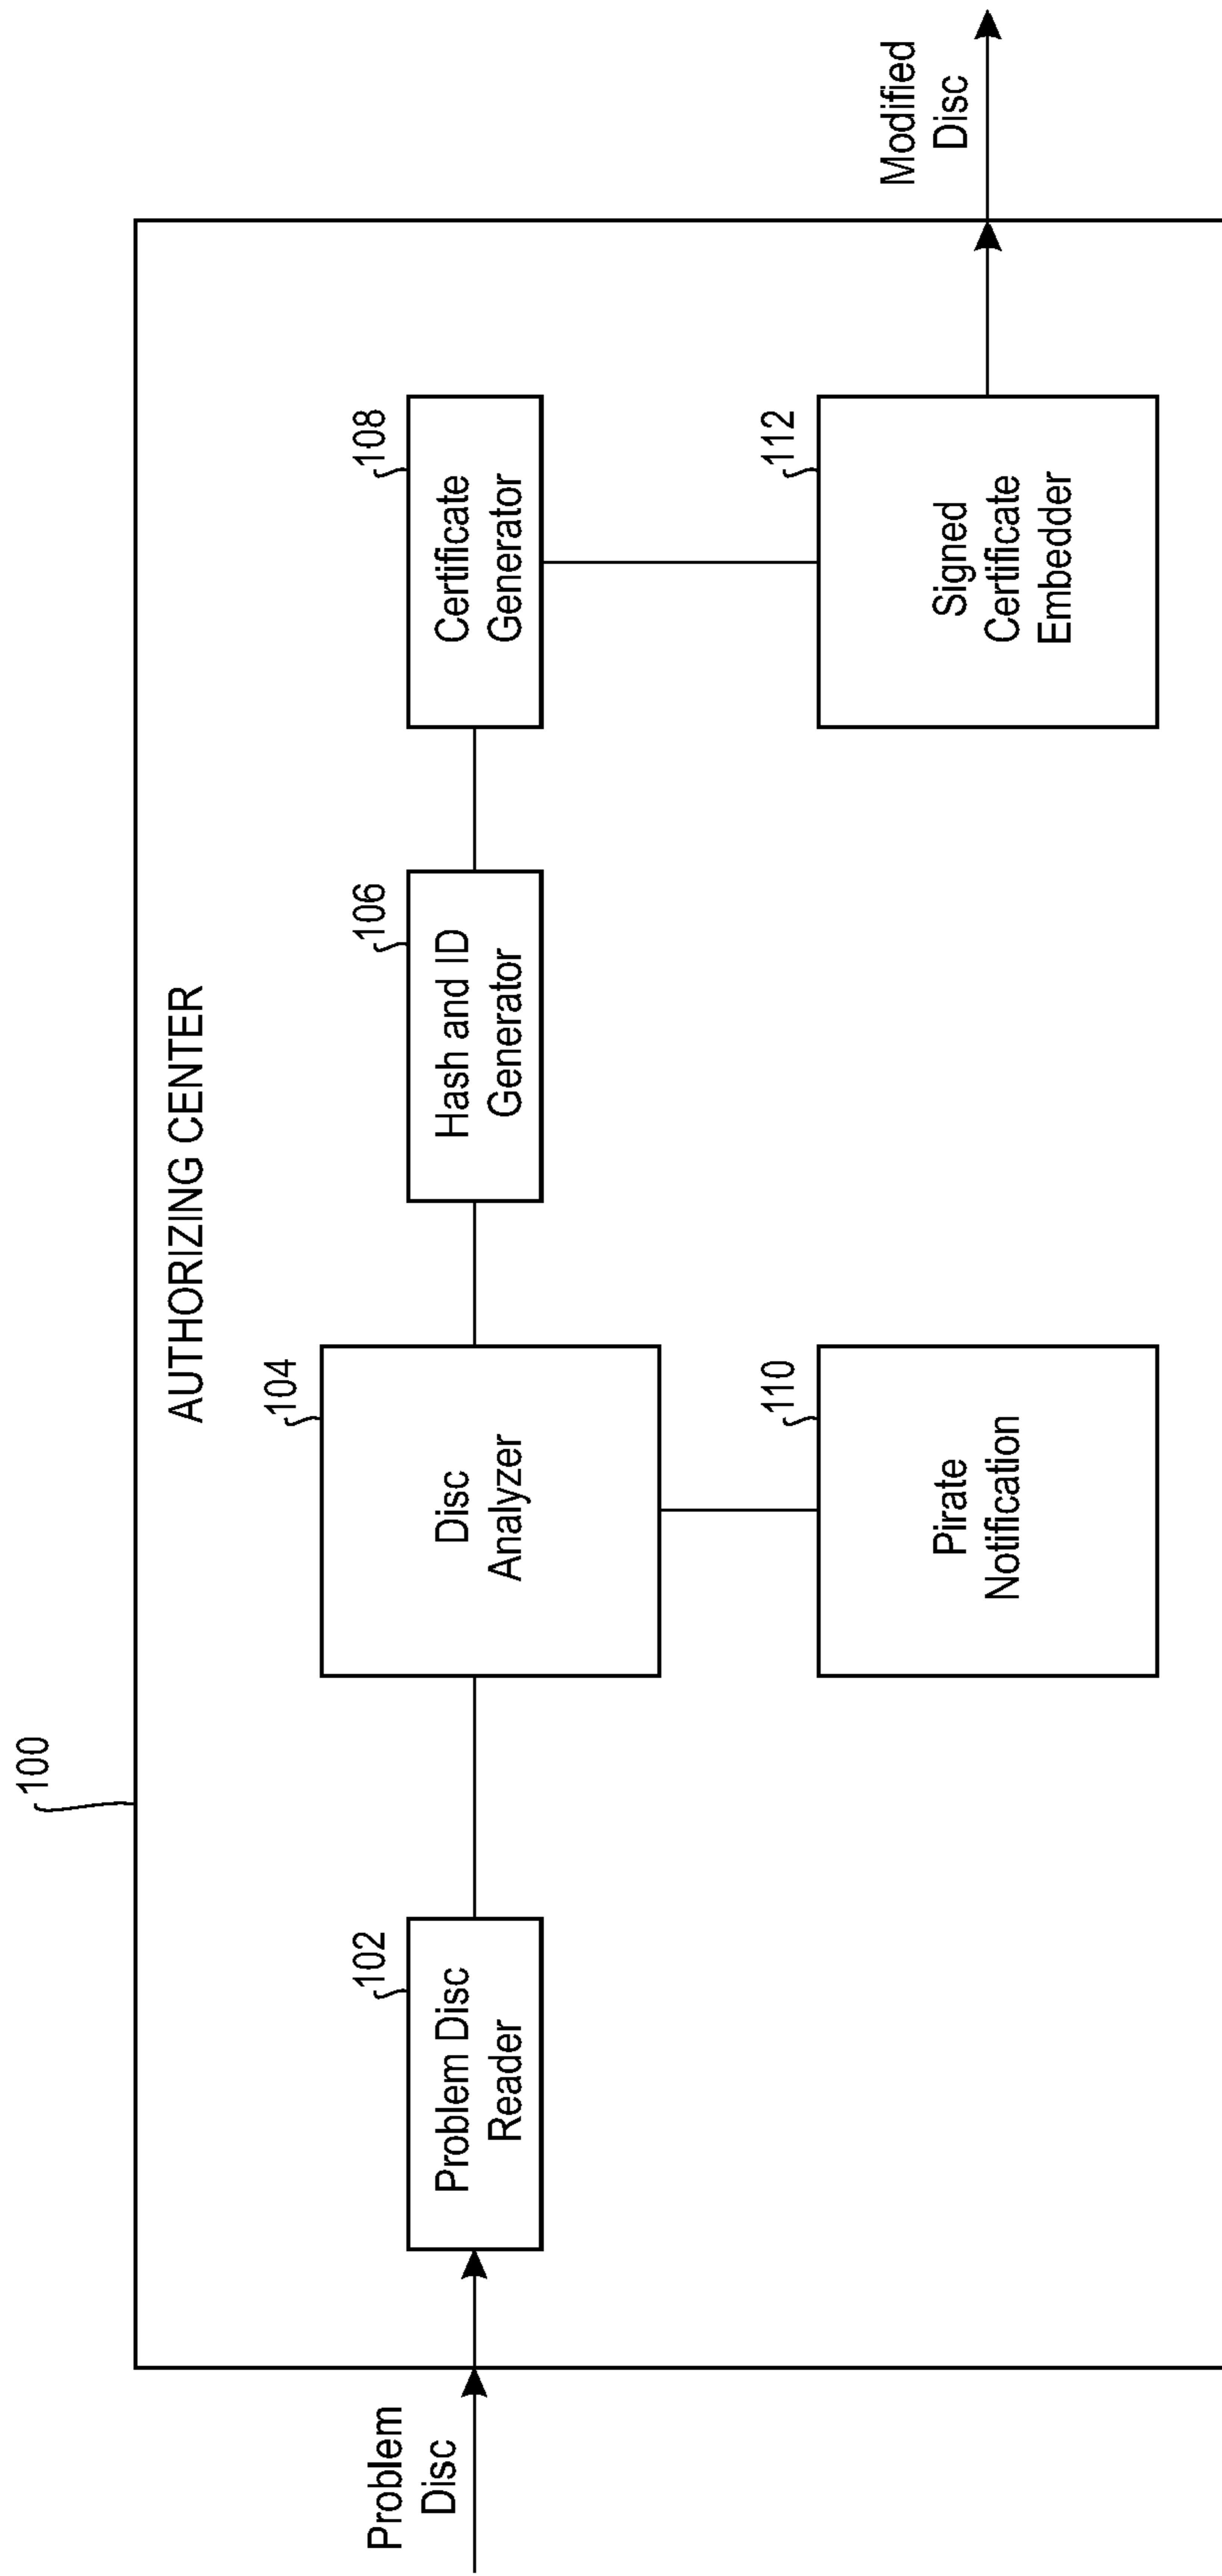 100
AUTHORIZING CENTER
Problem
Disc
102
Problem Disc
Reader
104
Disc
Analyzer
106
Hash and ID
Generator
108
Certificate
Generator
110
Pirate
Notification
112
Signed
Certificate
Embedder
Modified
Disc